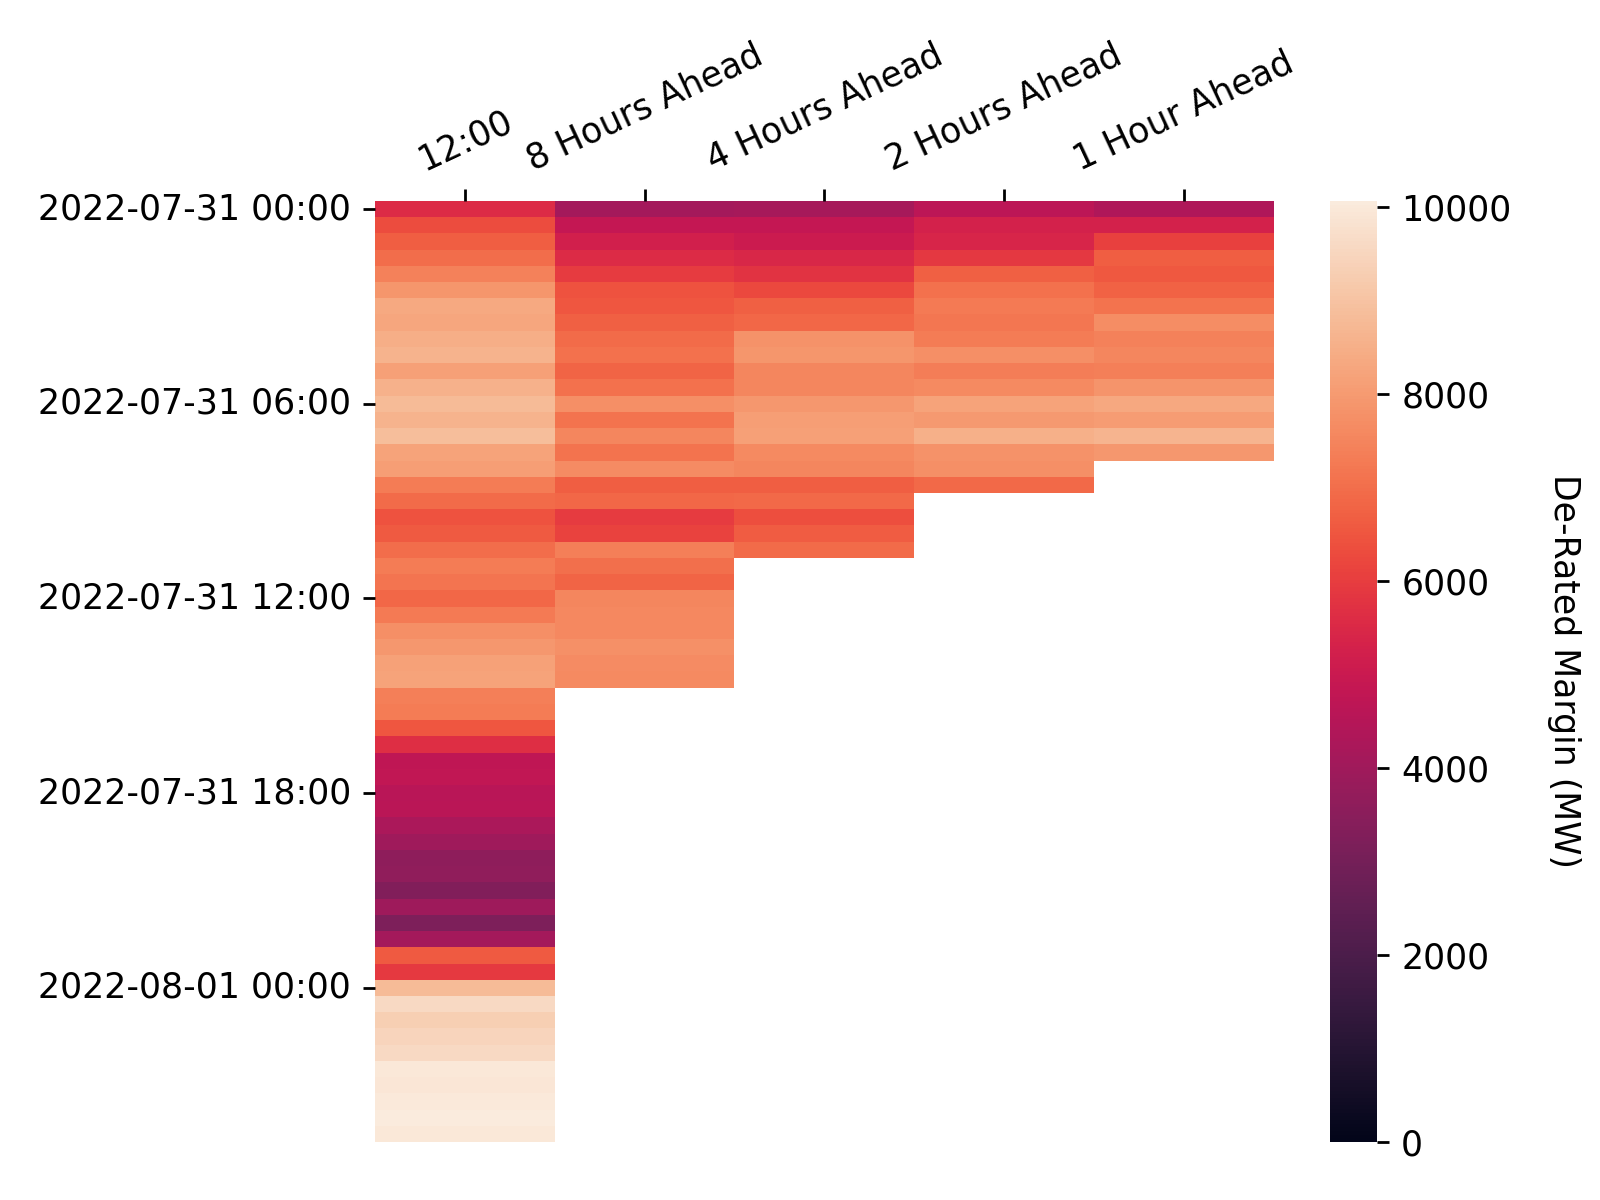 12:00
8 Hours Ahead
4 Hours Ahead
2 Hours Ahead
1 Hour Ahead
2022-07-31 00:00
2022-07-31 06:00
2022-07-31 12:00
2022-07-31 18:00
2022-08-01 00:00
10000
8000
6000
4000
2000
0
De-Rated Margin (MW)